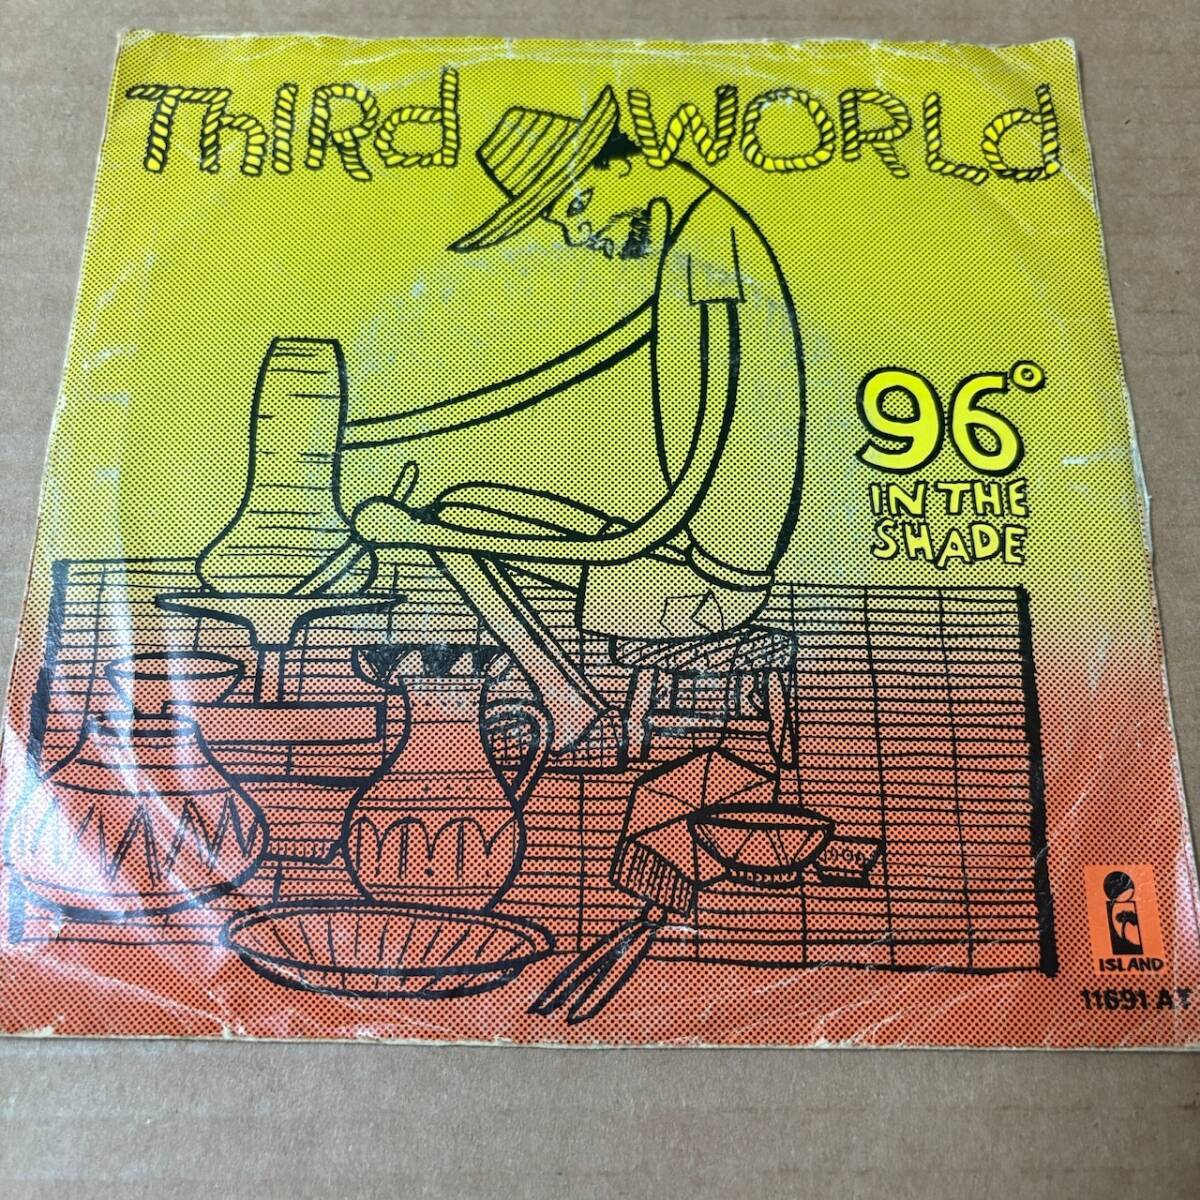 ThIRd WORLd
96°
IN THE
SHADE
ISLAND
11691 AT